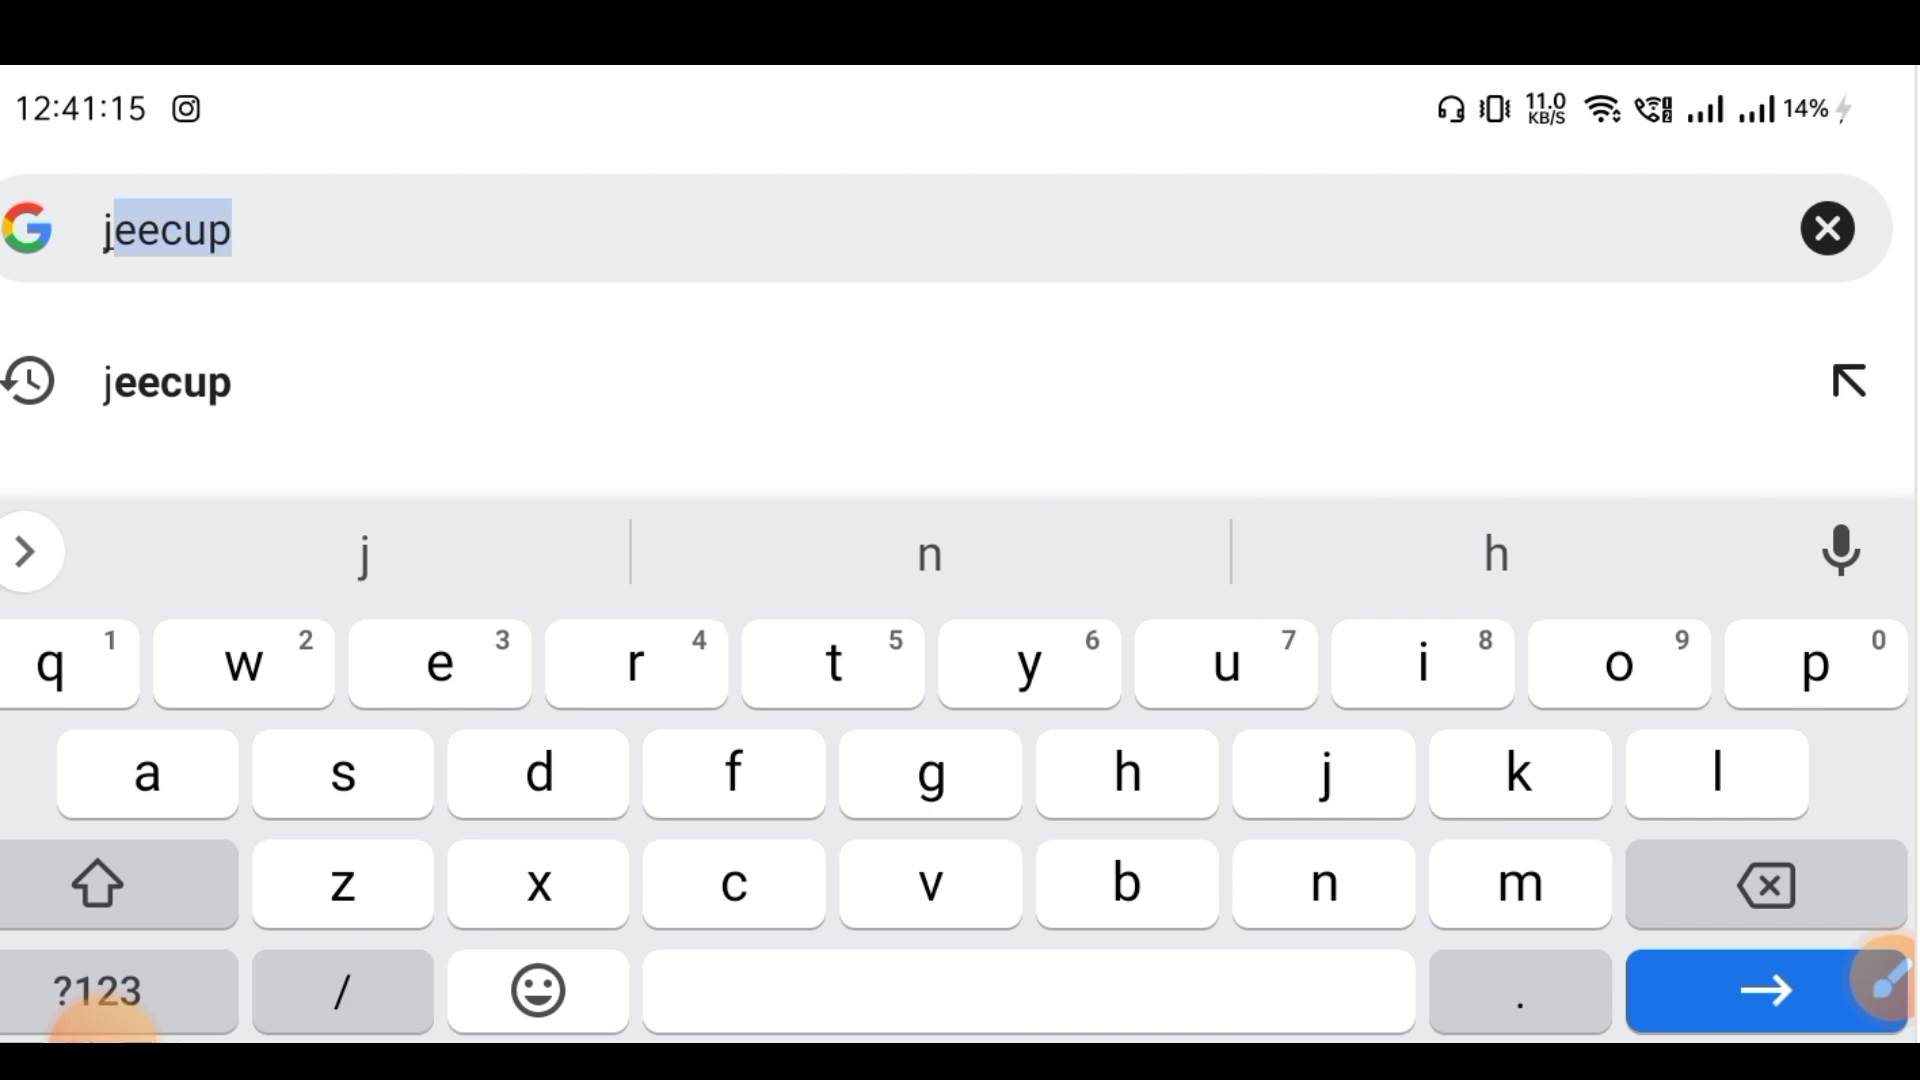 12:41:15 11.0 KB/S 14%
jeecup
jeecup
j n h
q 1 w 2 e 3 r 4 t 5 y 6 u 7 i 8 o 9 p 0
a s d f g h j k l
z x c v b n m
?123 / .